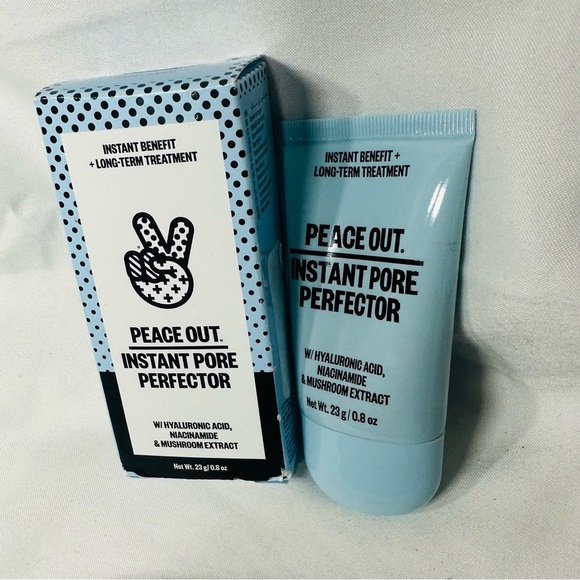 INSTANT BENEFIT
+ LONG-TERM TREATMENT
PEACE OUT.
INSTANT PORE
PERFECTOR
W/ HYALURONIC ACID,
NIACINAMIDE
& MUSHROOM EXTRACT
Net Wt. 23 g/ 0.8 oz
INSTANT BENEFIT +
LONG-TERM TREATMENT
PEACE OUT.
INSTANT PORE
PERFECTOR
W/ HYALURONIC ACID,
NIACINAMIDE
& MUSHROOM EXTRACT
Net Wt. 23 g / 0.8 oz